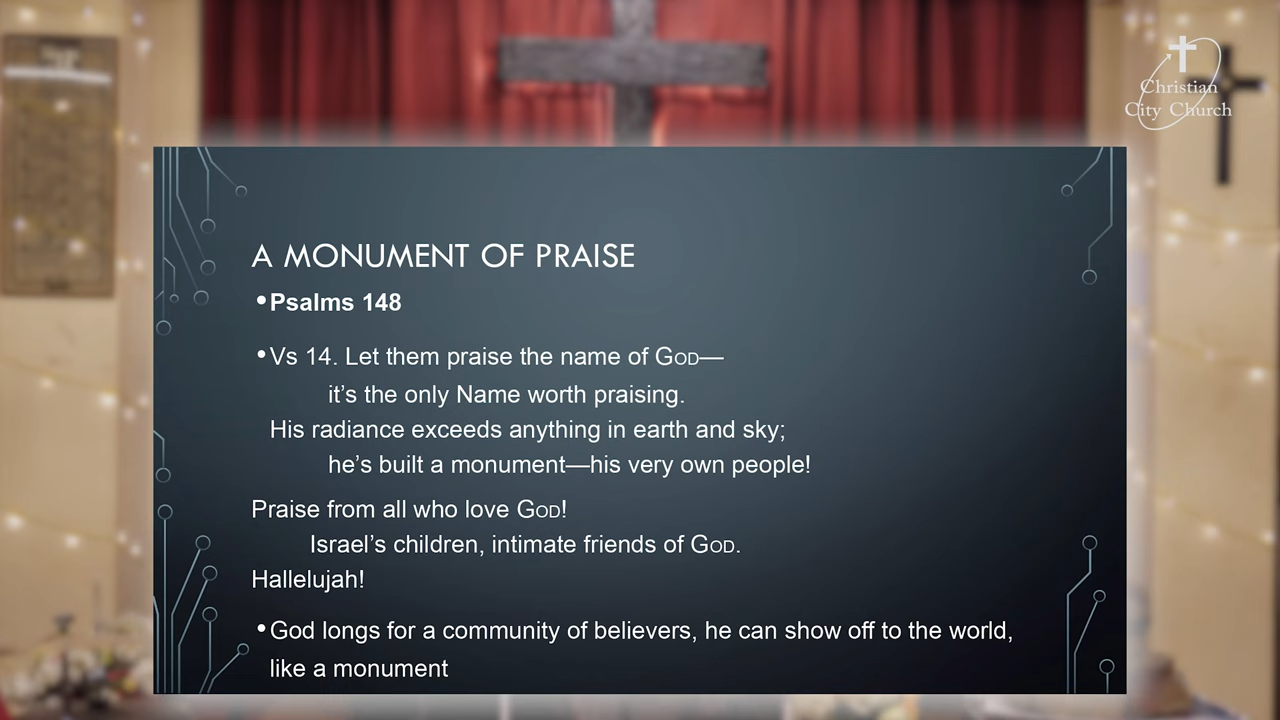 Christian
City Church
A MONUMENT OF PRAISE
•Psalms 148
•Vs 14. Let them praise the name of GOD—
it’s the only Name worth praising.
His radiance exceeds anything in earth and sky;
he’s built a monument—his very own people!
Praise from all who love GOD!
Israel’s children, intimate friends of GOD.
Hallelujah!
•God longs for a community of believers, he can show off to the world,
like a monument